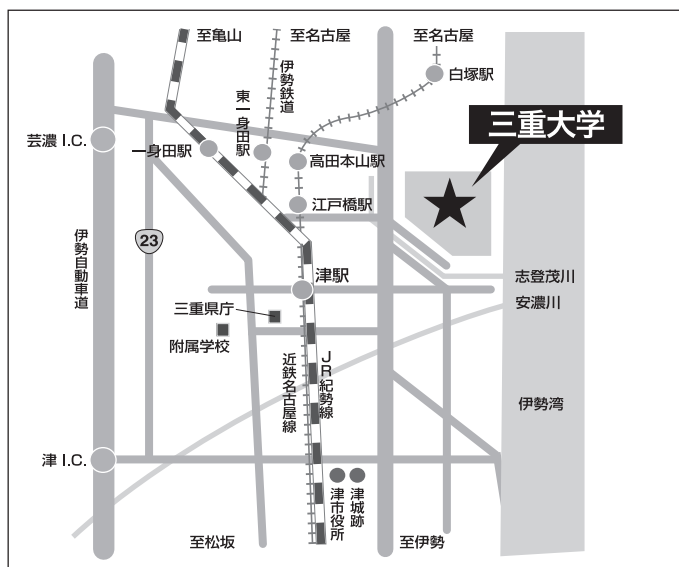 至亀山
至名古屋
至名古屋
伊勢鉄道
白塚駅
東一身田駅
三重大学
芸濃 I.C.
一身田駅
高田本山駅
江戸橋駅
23
伊勢自動車道
志登茂川
津駅
安濃川
三重県庁
附属学校
近鉄名古屋線
JR紀勢線
伊勢湾
津 I.C.
津市役所
津城跡
至松坂
至伊勢